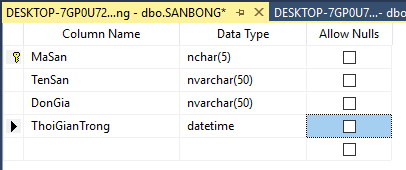 DESKTOP-7GP0U72...ng - dbo.SANBONG*
DESKTOP-7GP0U7...- d
Column Name Data Type Allow Nulls
MaSan nchar(5)
TenSan nvarchar(50)
DonGia nvarchar(50)
ThoiGianTrong datetime